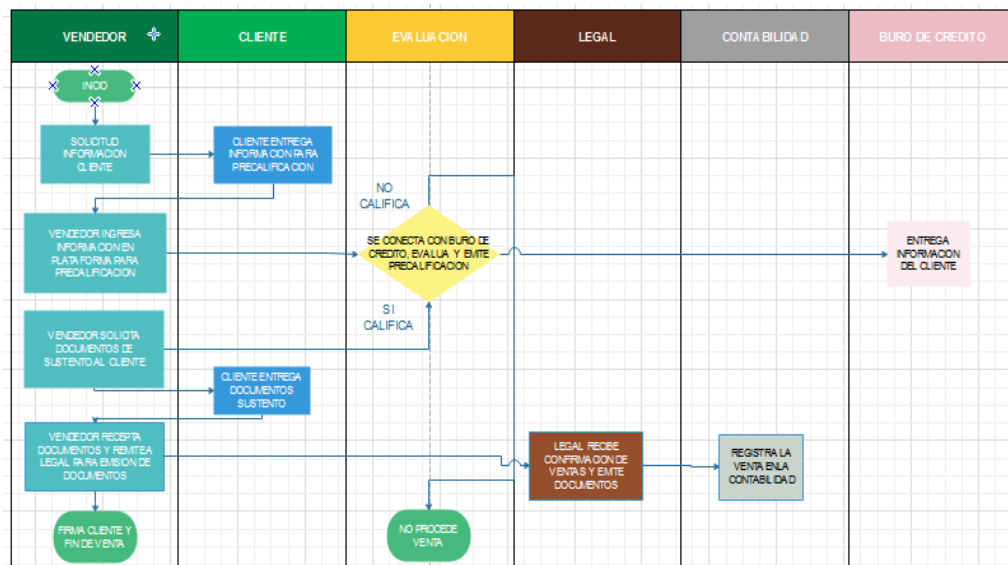 VENDEDOR
CLIENTE
EVALUACION
LEGAL
CONTABILIDAD
BURO DE CREDITO
INCIO
SOLICITUD
INFORMACION
CLIENTE
CLIENTE ENTREGA
INFORMACION PARA
PRECALIFICACION
NO
CALIFICA
VENDEDOR INGRESA
INFORMACION EN
PLATAFORMA PARA
PRECALIFICACION
SE CONECTA CON BURO DE
CREDITO, EVALUA Y EMITE
PRECALIFICACION
ENTREGA
INFORMACION
DEL CLIENTE
SI
CALIFICA
VENDEDOR SOLICITA
DOCUMENTOS DE
SUSTENTO AL CLIENTE
CLIENTE ENTREGA
DOCUMENTOS
SUSTENTO
VENDEDOR RECEPTA
DOCUMENTOS Y REMITE A
LEGAL PARA EMISION DE
DOCUMENTOS
LEGAL RECIBE
CONFIRMACION DE
VENTAS Y EMITE
DOCUMENTOS
REGISTRA LA
VENTA EN LA
CONTABILIDAD
FIRMA CLIENTE Y
FIN DE VENTA
NO PROCEDE
VENTA